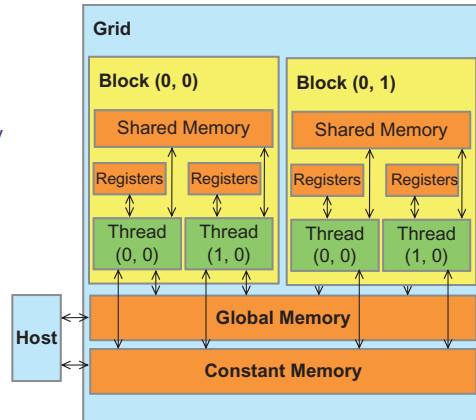 Grid
Block (0, 0)
Block (0, 1)
Shared Memory
Shared Memory
Registers
Registers
Registers
Registers
Thread
(0, 0)
Thread
(1, 0)
Thread
(0, 0)
Thread
(1, 0)
Host
Global Memory
Constant Memory